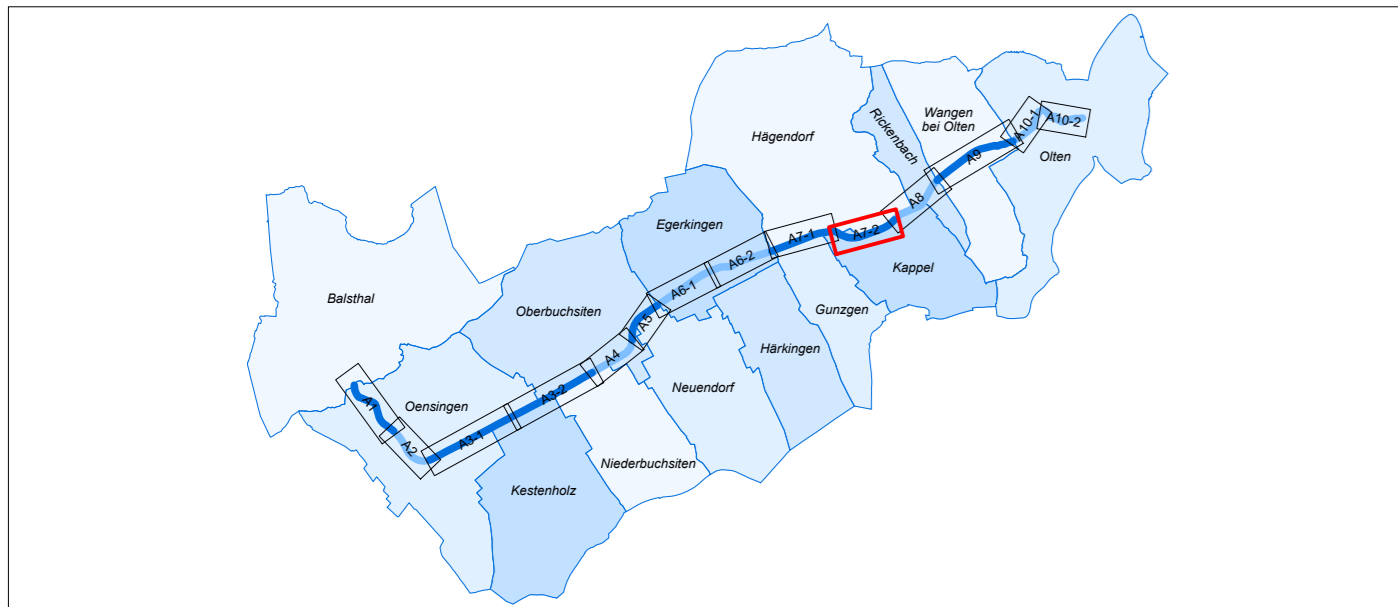 Hägendorf
Rickenbach
Wangen
bei Olten
A10-1
A10-2
Olten
A9
A8
Egerkingen
A7-1
A7-2
Kappel
A6-2
A6-1
Gunzgen
Balsthal
Oberbuchsiten
A5
Härkingen
A4
Neuendorf
A3-2
A1
Oensingen
A2
A3-1
Niederbuchsiten
Kestenholz